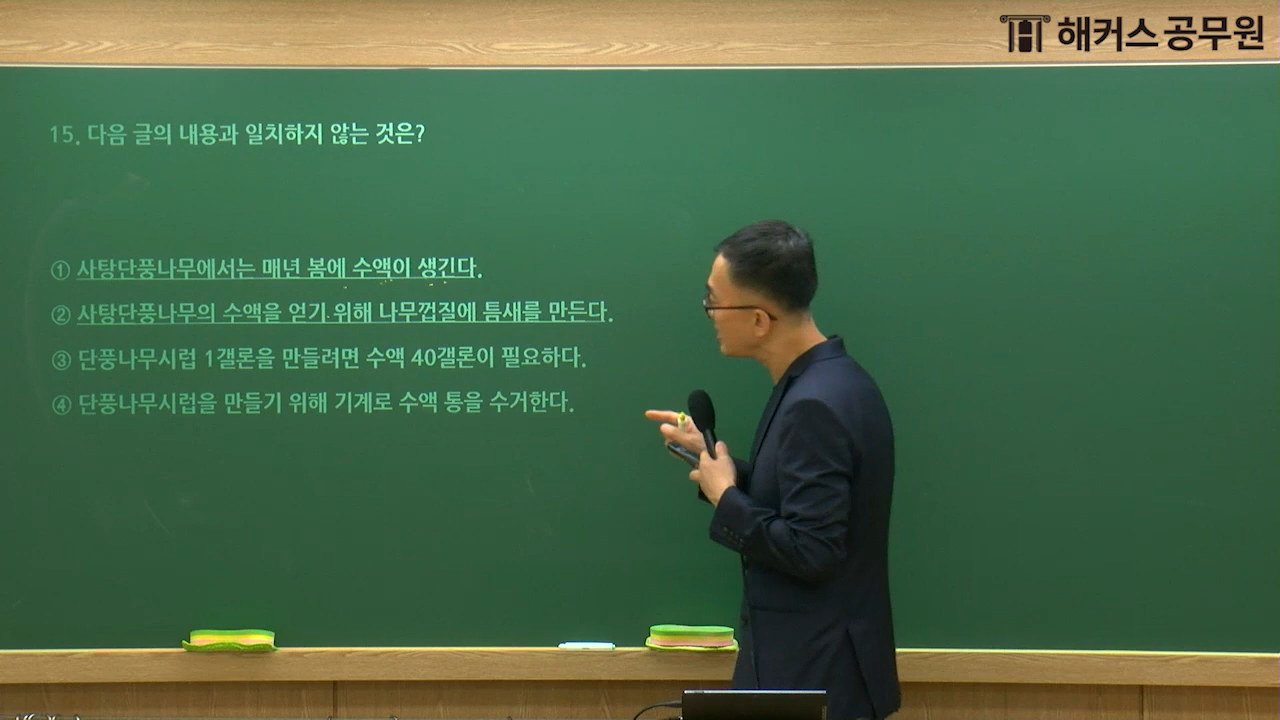 해커스공무원
15. 다음 글의 내용과 일치하지 않는 것은?
① 사탕단풍나무에서는 매년 봄에 수액이 생긴다.
② 사탕단풍나무의 수액을 얻기 위해 나무껍질에 틈새를 만든다.
③ 단풍나무시럽 1갤론을 만들려면 수액 40갤론이 필요하다.
④ 단풍나무시럽을 만들기 위해 기계로 수액 통을 수거한다.